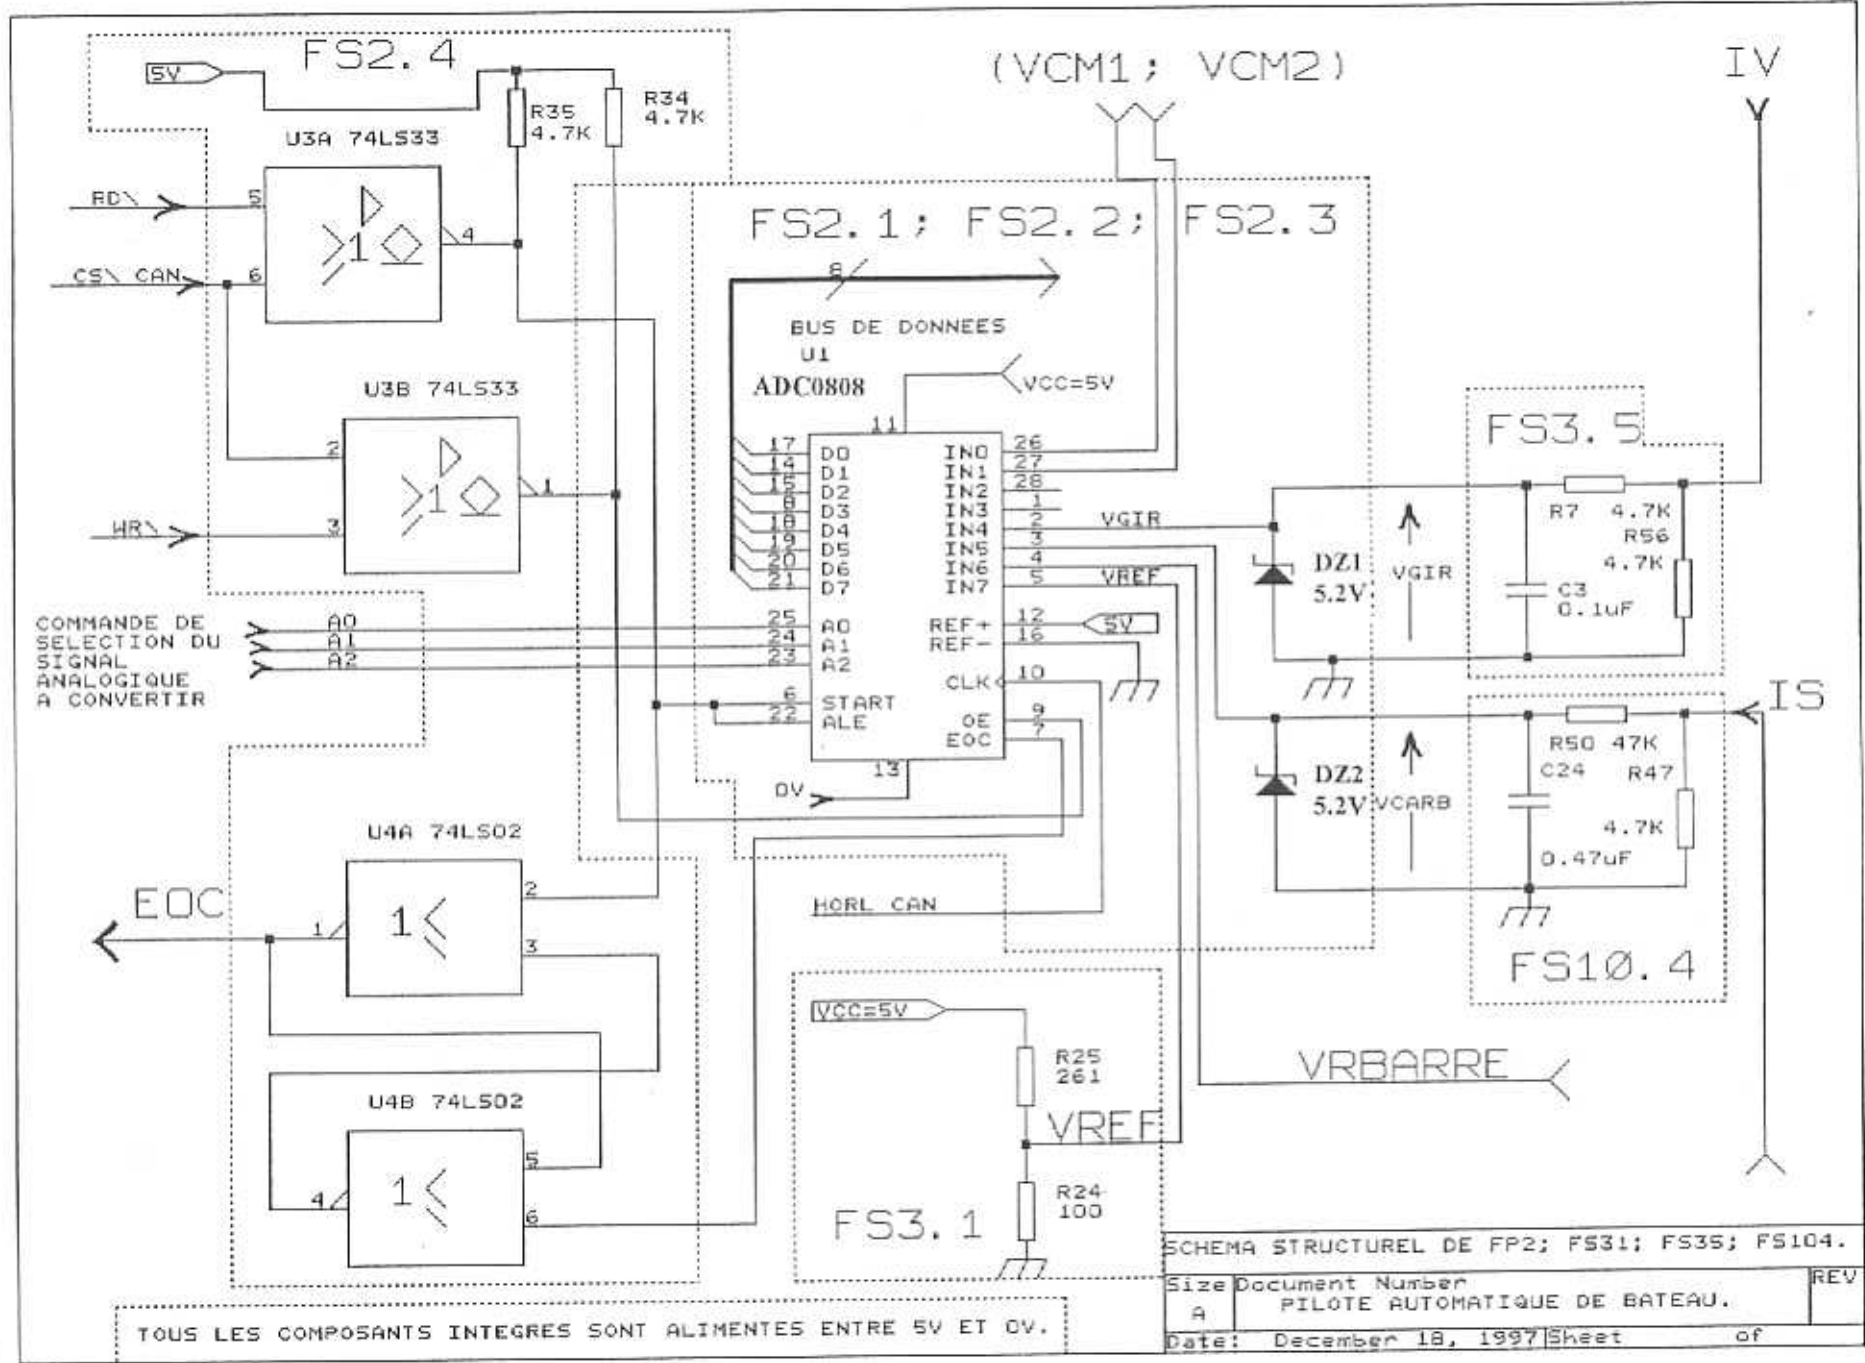 FS2.4
5V
R35
4.7K
R34
4.7K
(VCM1; VCM2)
IV
U3A 74LS33
RD\
5
4
≥1
CS\ CAN
6
FS2.1; FS2.2; FS2.3
8
BUS DE DONNEES
U1
ADC0808
VCC=5V
U3B 74LS33
2
1
≥1
WR\
3
11
17 D0
14 D1
15 D2
8 D3
18 D4
19 D5
20 D6
21 D7
25 A0
24 A1
23 A2
6 START
22 ALE
IN0 26
IN1 27
IN2 28
IN3 1
IN4 2 VGIR
IN5 3
IN6 4
IN7 5 VREF
REF+ 12 5V
REF- 16
CLK 10
OE 9
EOC 7
13
0V
FS3.5
R7 4.7K
R56
4.7K
C3
0.1uF
DZ1
5.2V
VGIR
COMMANDE DE
SELECTION DU
SIGNAL
ANALOGIQUE
A CONVERTIR
A0
A1
A2
IS
R50 47K
C24
R47
4.7K
0.47uF
DZ2
5.2V
VCARB
FS10.4
U4A 74LS02
EOC
1
1
2
3
HORL CAN
VCC=5V
R25
261
VREF
R24
100
FS3.1
VRBARRE
U4B 74LS02
4
1
5
6
SCHEMA STRUCTUREL DE FP2; FS31; FS35; FS104.
Size Document Number REV
A PILOTE AUTOMATIQUE DE BATEAU.
Date: December 18, 1997 Sheet of
TOUS LES COMPOSANTS INTEGRES SONT ALIMENTES ENTRE 5V ET 0V.